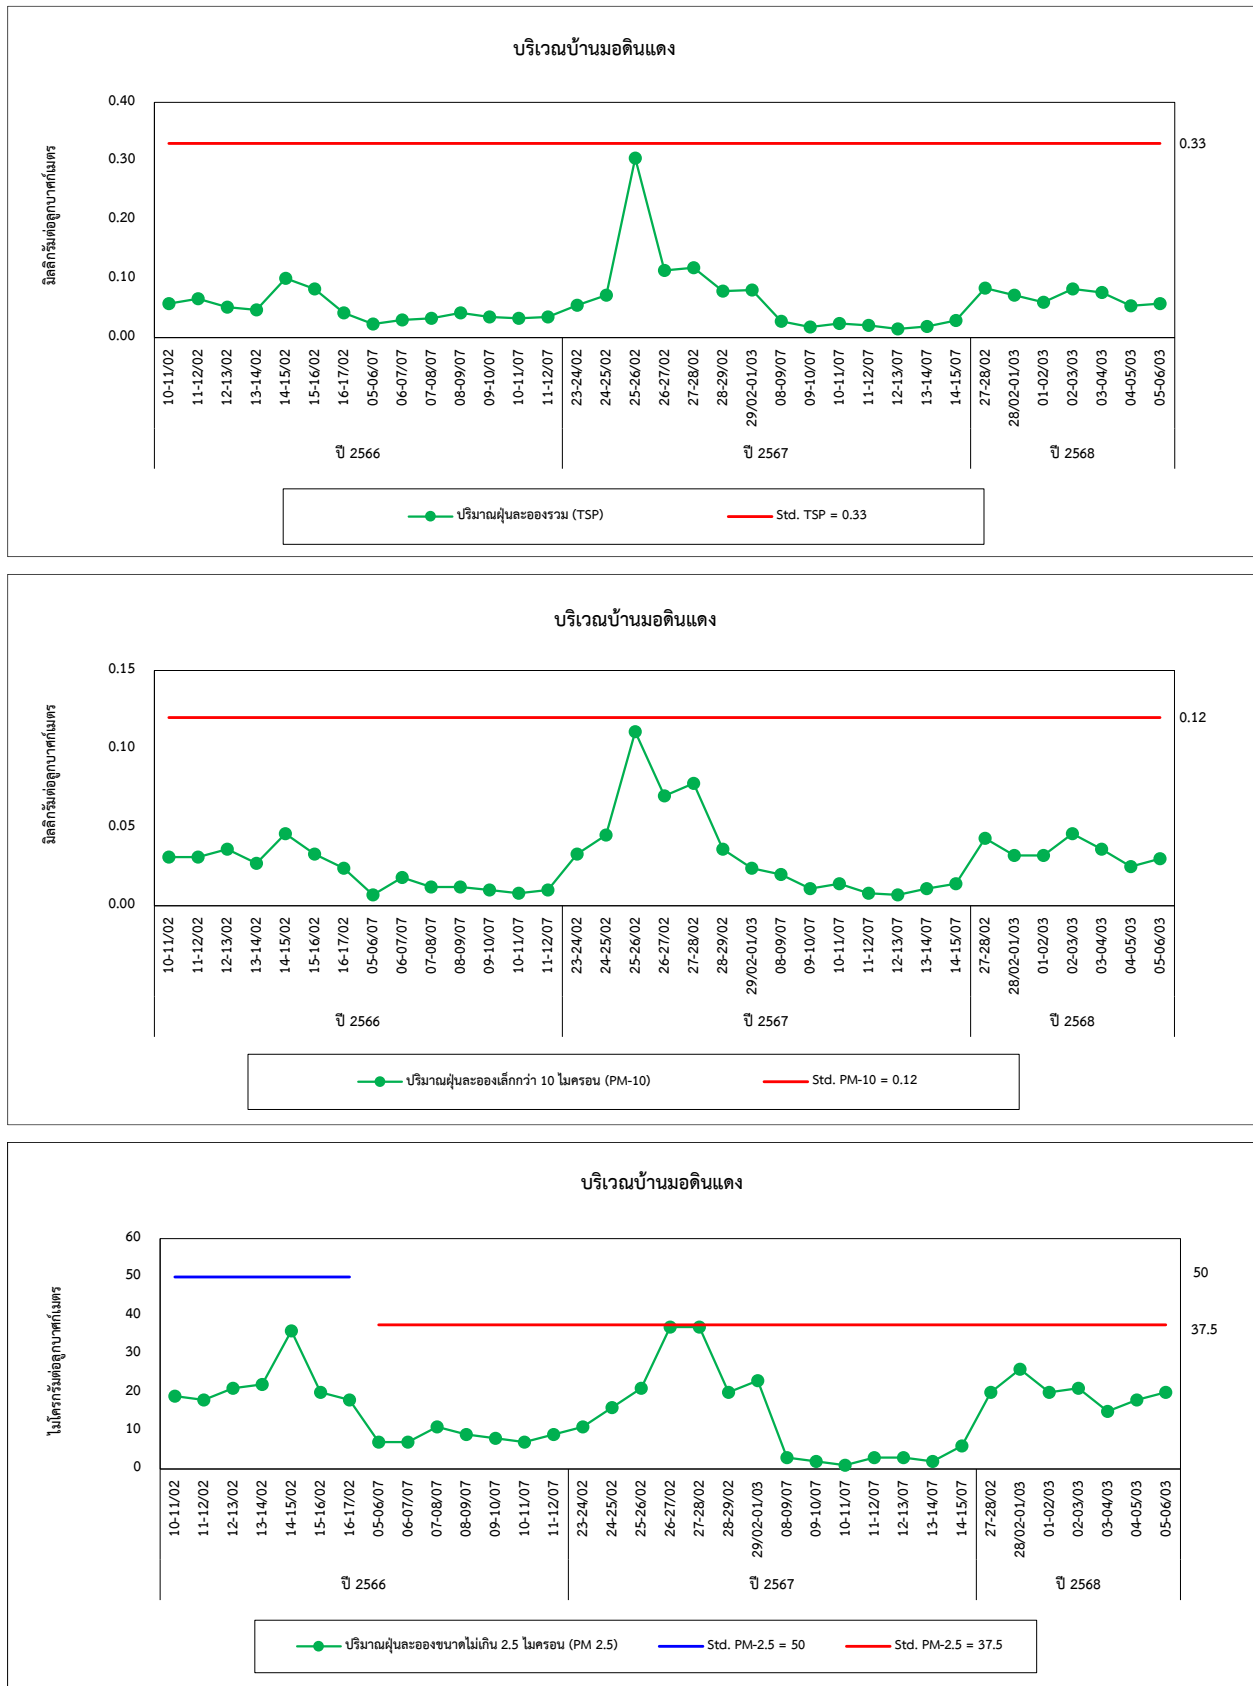 บริเวณบ้านมอดินแดง
มิลลิกรัมต่อลูกบาศก์เมตร
0.40
0.30
0.20
0.10
0.00
0.33
10-11/02 11-12/02 12-13/02 13-14/02 14-15/02 15-16/02 16-17/02 05-06/07 06-07/07 07-08/07 08-09/07 09-10/07 10-11/07 11-12/07 23-24/02 24-25/02 25-26/02 26-27/02 27-28/02 28-29/02 29/02-01/03 08-09/07 09-10/07 10-11/07 11-12/07 12-13/07 13-14/07 14-15/07 27-28/02 28/02-01/03 01-02/03 02-03/03 03-04/03 04-05/03 05-06/03
ปี 2566 ปี 2567 ปี 2568
ปริมาณฝุ่นละอองรวม (TSP) Std. TSP = 0.33
บริเวณบ้านมอดินแดง
มิลลิกรัมต่อลูกบาศก์เมตร
0.15
0.10
0.05
0.00
0.12
10-11/02 11-12/02 12-13/02 13-14/02 14-15/02 15-16/02 16-17/02 05-06/07 06-07/07 07-08/07 08-09/07 09-10/07 10-11/07 11-12/07 23-24/02 24-25/02 25-26/02 26-27/02 27-28/02 28-29/02 29/02-01/03 08-09/07 09-10/07 10-11/07 11-12/07 12-13/07 13-14/07 14-15/07 27-28/02 28/02-01/03 01-02/03 02-03/03 03-04/03 04-05/03 05-06/03
ปี 2566 ปี 2567 ปี 2568
ปริมาณฝุ่นละอองเล็กกว่า 10 ไมครอน (PM-10) Std. PM-10 = 0.12
บริเวณบ้านมอดินแดง
ไมโครกรัมต่อลูกบาศก์เมตร
60
50
40
30
20
10
0
50
37.5
10-11/02 11-12/02 12-13/02 13-14/02 14-15/02 15-16/02 16-17/02 05-06/07 06-07/07 07-08/07 08-09/07 09-10/07 10-11/07 11-12/07 23-24/02 24-25/02 25-26/02 26-27/02 27-28/02 28-29/02 29/02-01/03 08-09/07 09-10/07 10-11/07 11-12/07 12-13/07 13-14/07 14-15/07 27-28/02 28/02-01/03 01-02/03 02-03/03 03-04/03 04-05/03 05-06/03
ปี 2566 ปี 2567 ปี 2568
ปริมาณฝุ่นละอองขนาดไม่เกิน 2.5 ไมครอน (PM 2.5) Std. PM-2.5 = 50 Std. PM-2.5 = 37.5